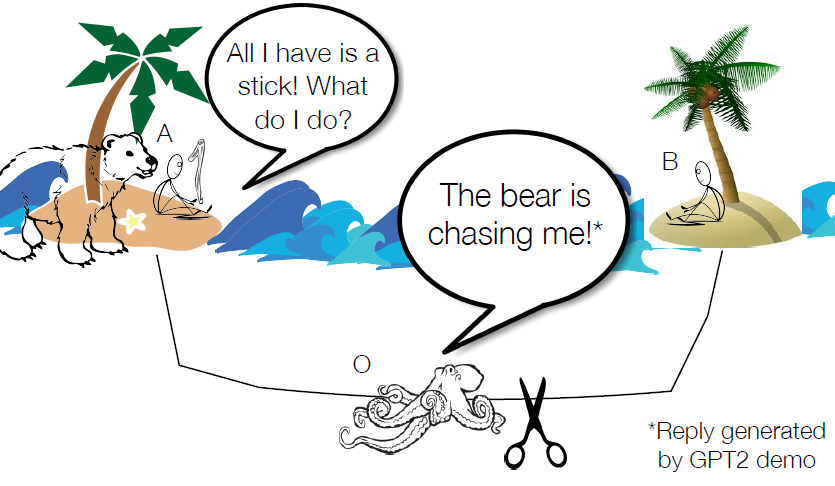 All I have is a
stick! What
do I do?
A
B
The bear is
chasing me!*
O
*Reply generated
by GPT2 demo